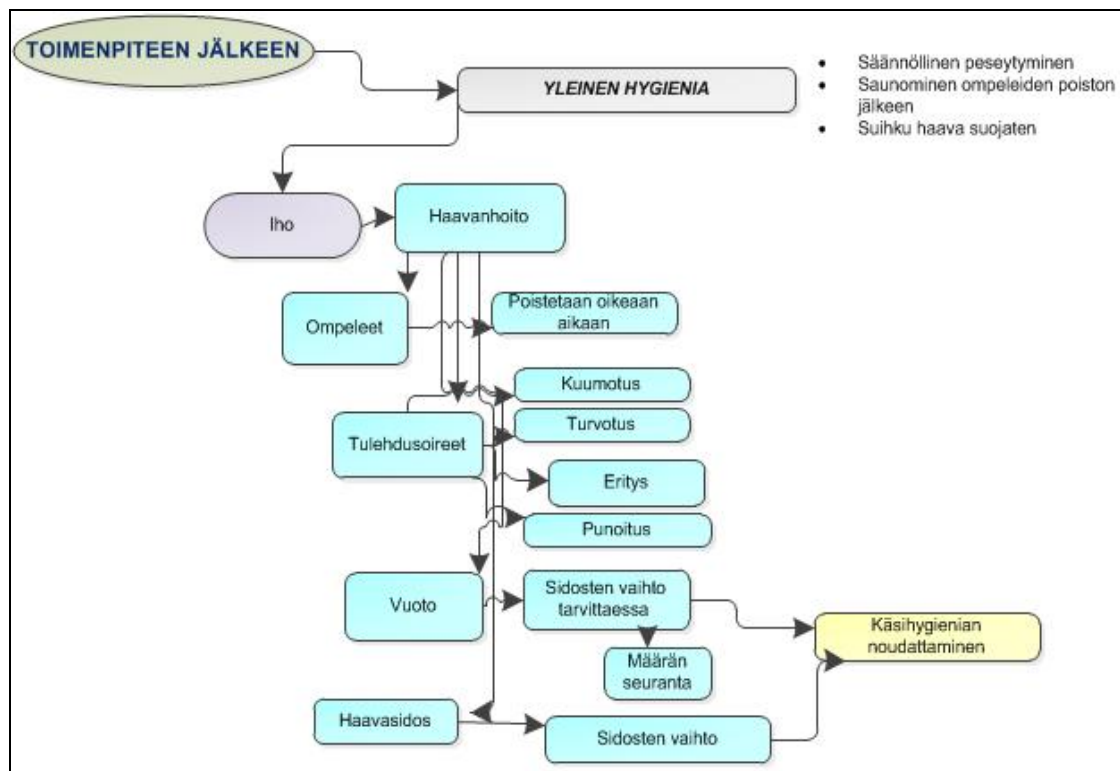 TOIMENPITEEN JÄLKEEN
YLEINEN HYGIENIA
• Säännöllinen peseytyminen
• Saunominen ompeleiden poiston
jälkeen
• Suihku haava suojaten
Iho
Haavanhoito
Ompeleet
Poistetaan oikeaan
aikaan
Kuumotus
Tulehdusoireet
Turvotus
Eritys
Punoitus
Vuoto
Sidosten vaihto
tarvittaessa
Käsihygienian
noudattaminen
Määrän
seuranta
Haavasidos
Sidosten vaihto